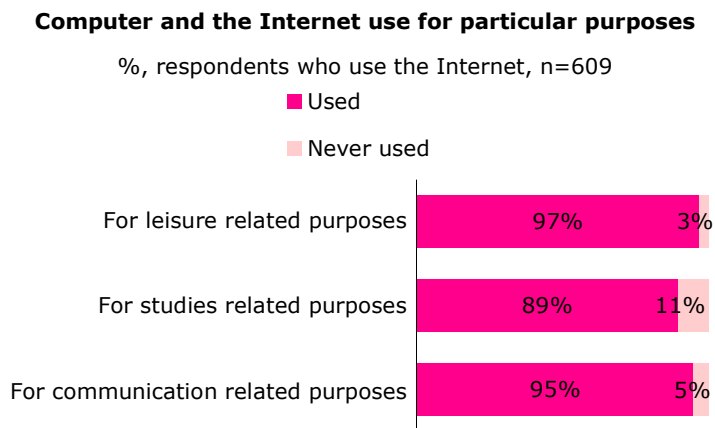 Computer and the Internet use for particular purposes
%, respondents who use the Internet, n=609
Used
Never used
For leisure related purposes 97% 3%
For studies related purposes 89% 11%
For communication related purposes 95% 5%